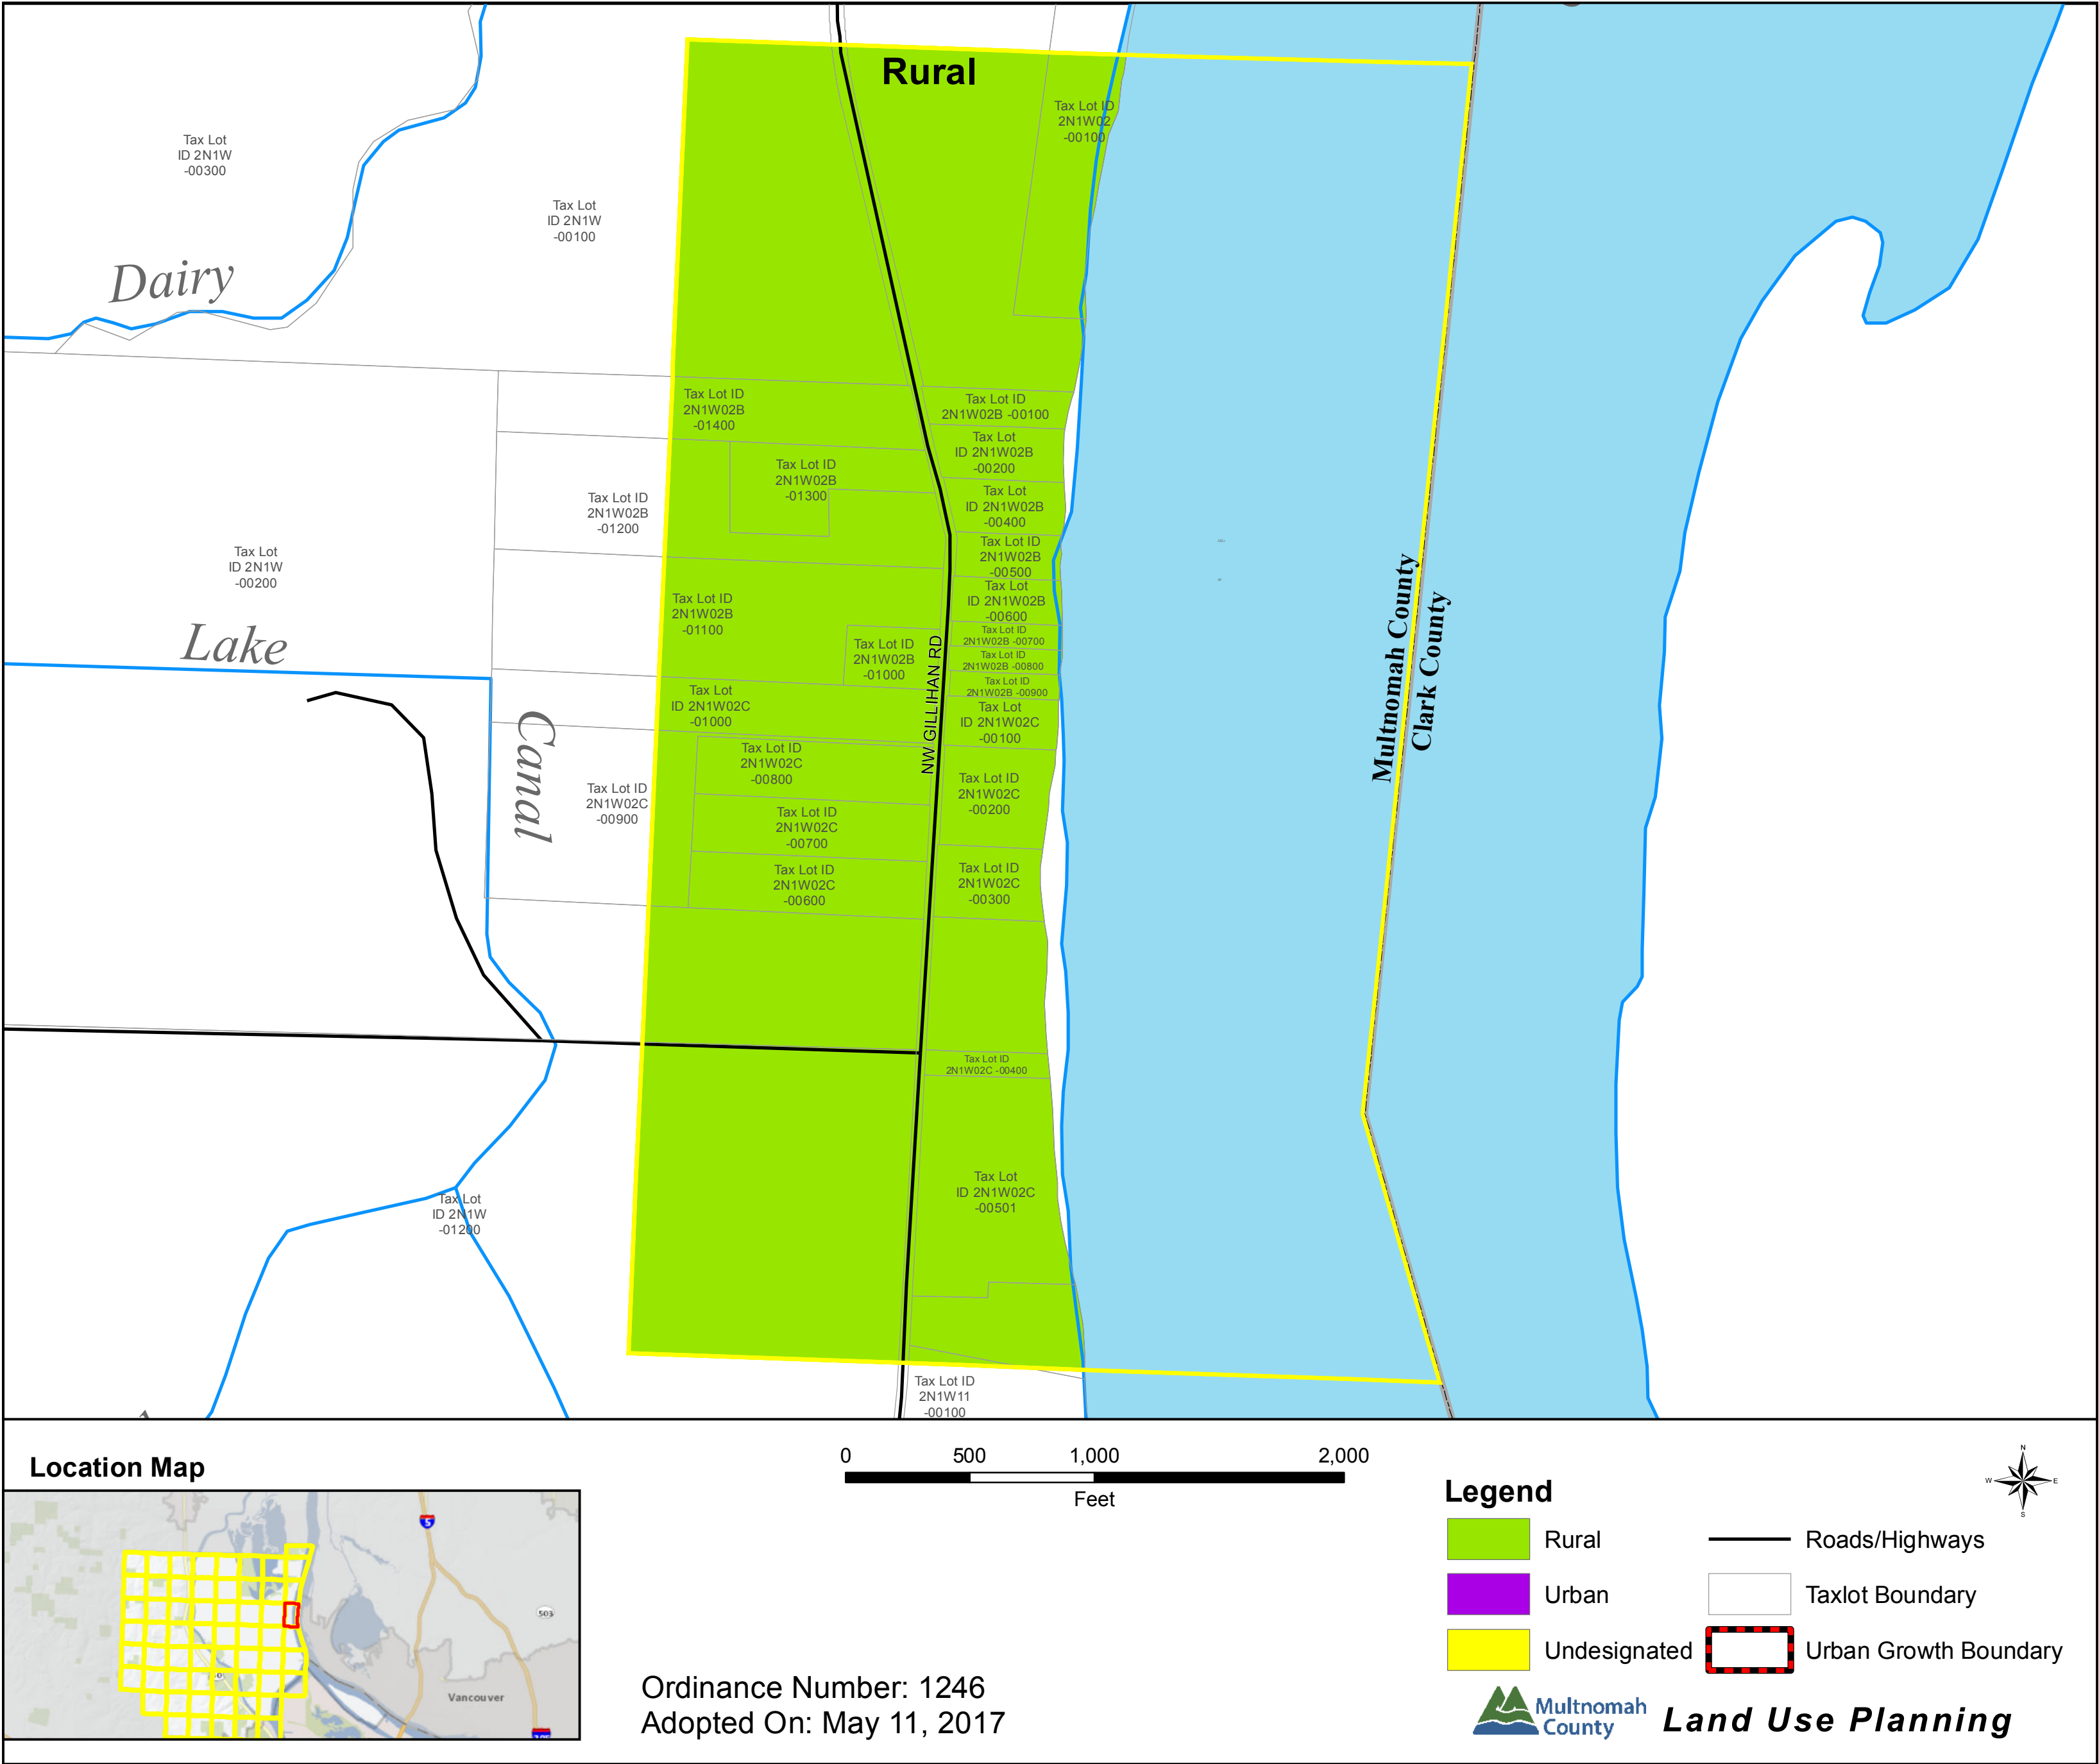 Rural
Tax Lot ID
2N1W02
-00100
Tax Lot
ID 2N1W
-00300
Tax Lot
ID 2N1W
-00100
Dairy
Tax Lot ID
2N1W02B
-01400
Tax Lot ID
2N1W02B -00100
Tax Lot
ID 2N1W02B
-00200
Tax Lot ID
2N1W02B
-01300
Tax Lot ID
2N1W02B
-01200
Tax Lot
ID 2N1W02B
-00400
Tax Lot
ID 2N1W
-00200
Tax Lot ID
2N1W02B
-00500
Tax Lot
ID 2N1W02B
-00600
Tax Lot ID
2N1W02B
-01100
Tax Lot ID
2N1W02B -00700
Lake
Tax Lot ID
2N1W02B
-01000
Tax Lot ID
2N1W02B -00800
Tax Lot ID
2N1W02B -00900
NW GILLIHAN RD
Multnomah County
Clark County
Tax Lot
ID 2N1W02C
-01000
Tax Lot
ID 2N1W02C
-00100
Canal
Tax Lot ID
2N1W02C
-00800
Tax Lot ID
2N1W02C
-00900
Tax Lot ID
2N1W02C
-00200
Tax Lot ID
2N1W02C
-00700
Tax Lot ID
2N1W02C
-00600
Tax Lot ID
2N1W02C
-00300
Tax Lot ID
2N1W02C -00400
Tax Lot
ID 2N1W02C
-00501
Tax Lot
ID 2N1W
-01200
Tax Lot ID
2N1W11
-00100
Location Map
5
503
Vancouver
0 500 1,000 2,000
Feet
Ordinance Number: 1246
Adopted On: May 11, 2017
Legend
Rural
Urban
Undesignated
Roads/Highways
Taxlot Boundary
Urban Growth Boundary
N
W E
S
Multnomah
County
Land Use Planning